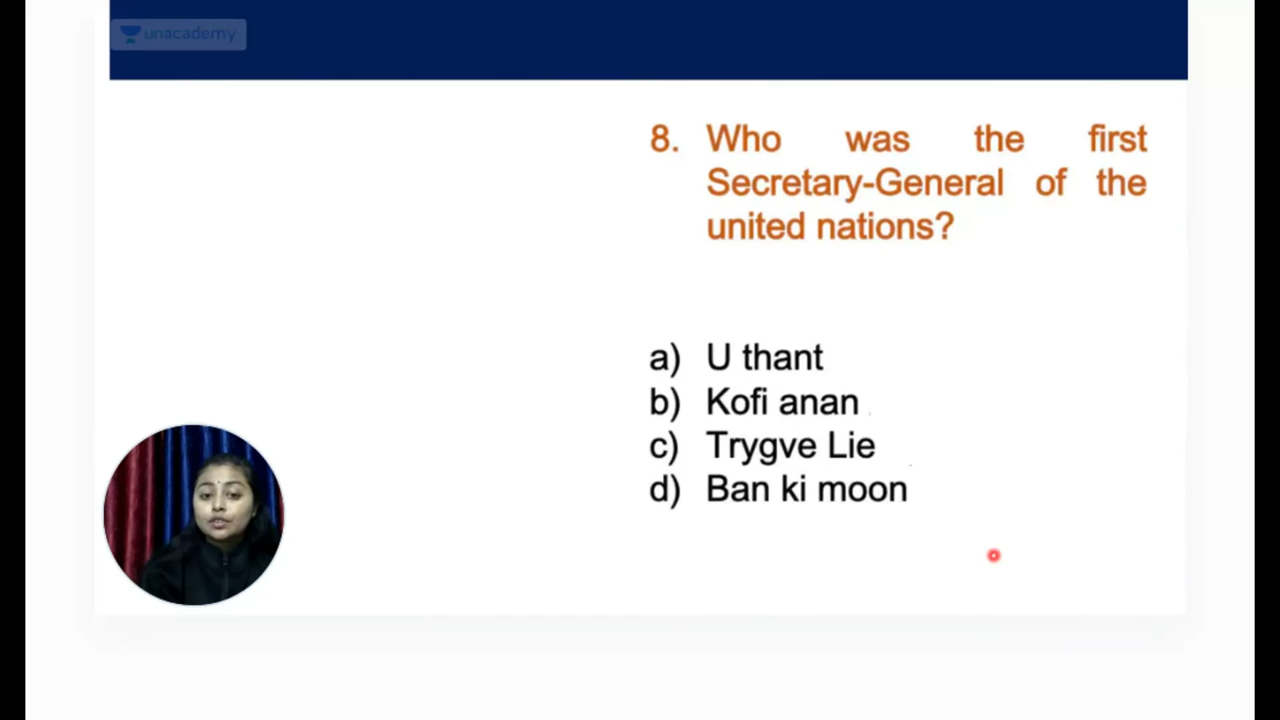 unacademy
8. Who was the first
Secretary-General of the
united nations?
a) U thant
b) Kofi anan
c) Trygve Lie
d) Ban ki moon